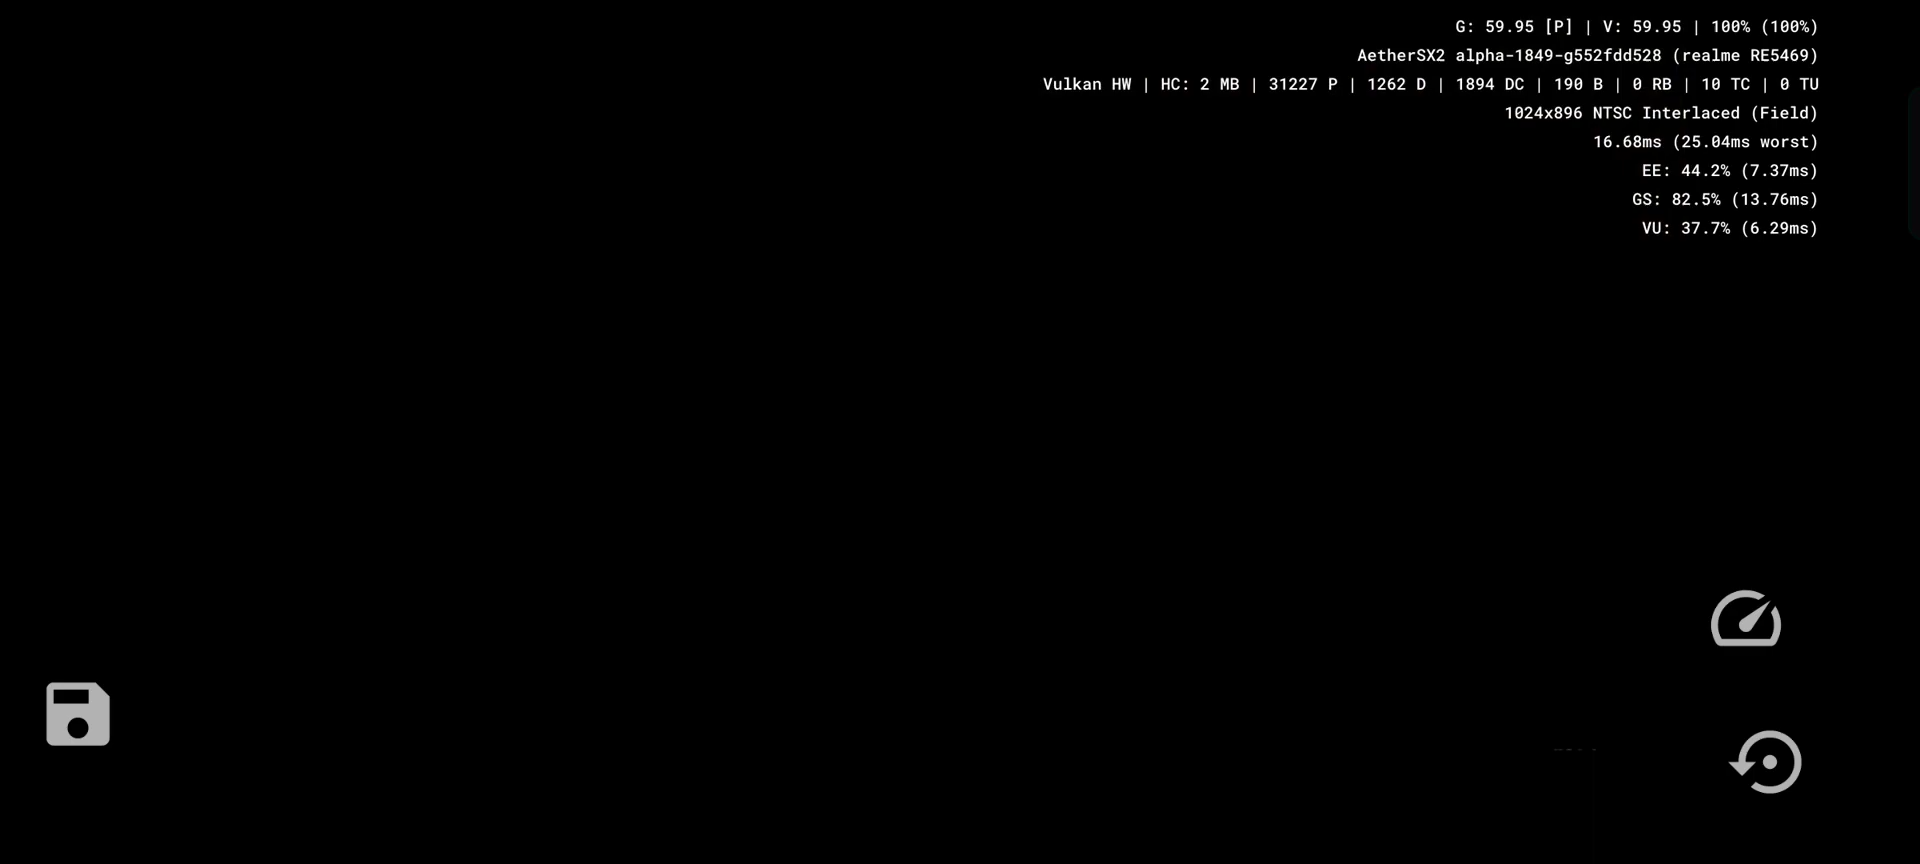 G: 59.95 [P] | V: 59.95 | 100% (100%)
AetherSX2 alpha-1849-g552fdd528 (realme RE5469)
Vulkan HW | HC: 2 MB | 31227 P | 1262 D | 1894 DC | 190 B | 0 RB | 10 TC | 0 TU
1024x896 NTSC Interlaced (Field)
16.68ms (25.04ms worst)
EE: 44.2% (7.37ms)
GS: 82.5% (13.76ms)
VU: 37.7% (6.29ms)